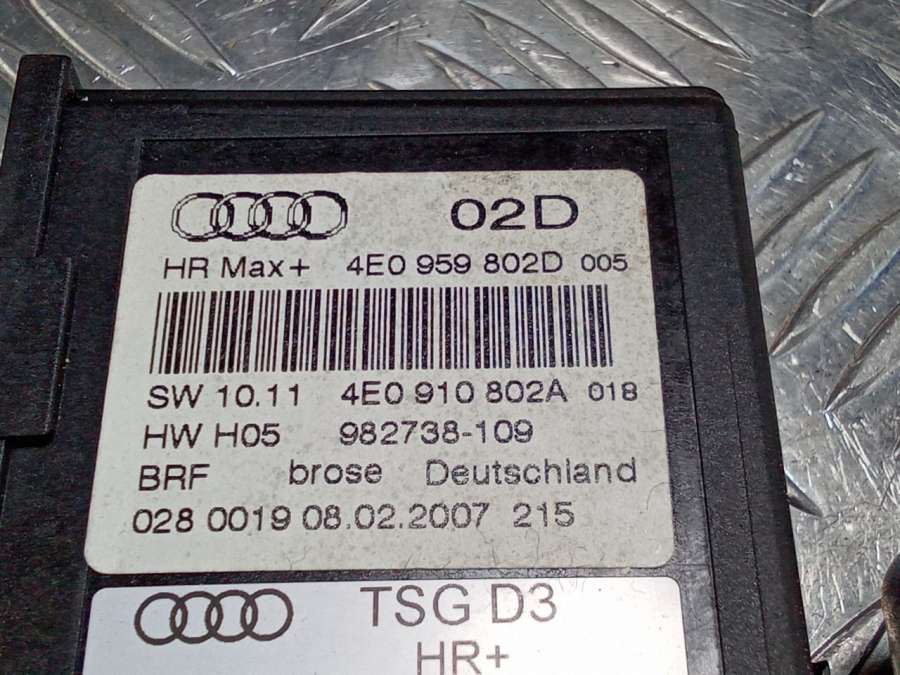 02D
HR Max+ 4E0 959 802D 005
SW 10.11 4E0 910 802A 018
HW H05 982738-109
BRF brose Deutschland
028 0019 08.02.2007 215
TSG D3
HR+